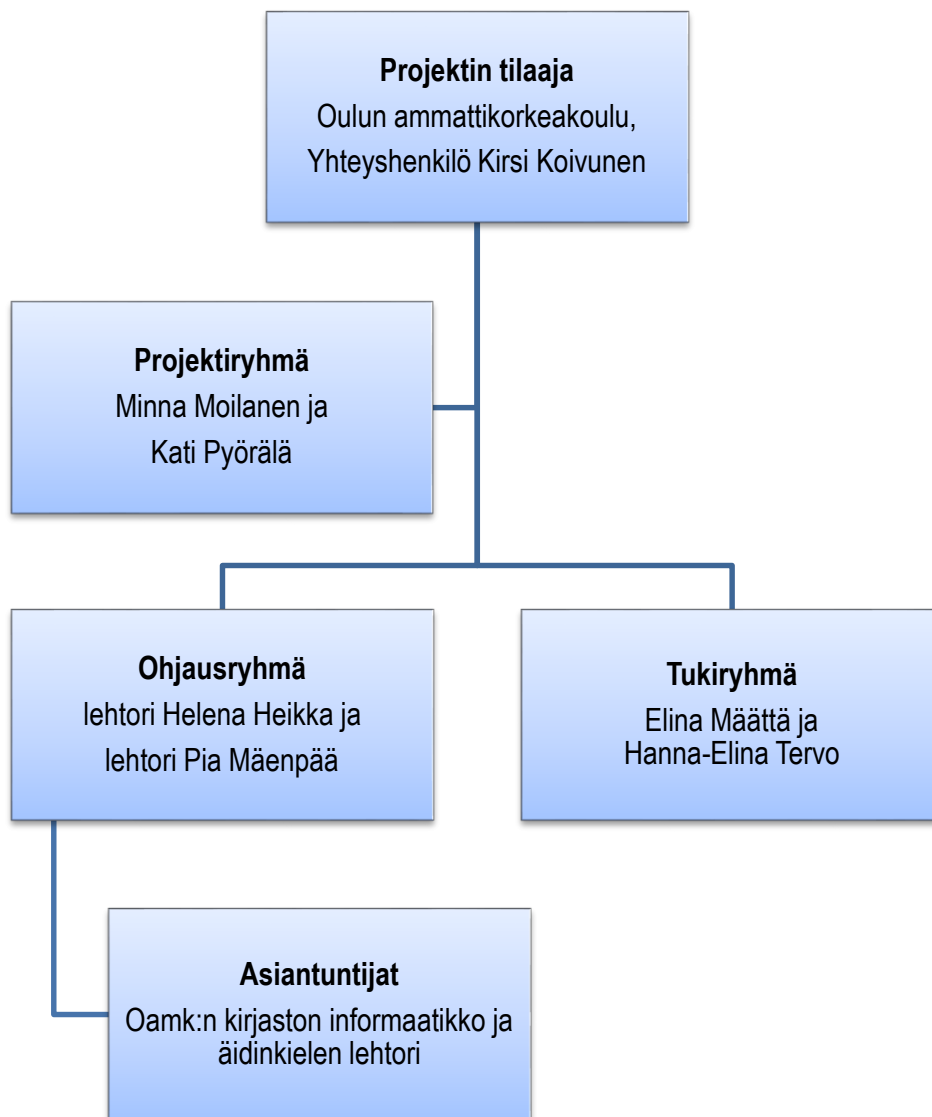 Projektin tilaaja
Oulun ammattikorkeakoulu,
Yhteyshenkilö Kirsi Koivunen
Projektiryhmä
Minna Moilanen ja
Kati Pyörälä
Ohjausryhmä
lehtori Helena Heikka ja
lehtori Pia Mäenpää
Tukiryhmä
Elina Määttä ja
Hanna-Elina Tervo
Asiantuntijat
Oamk:n kirjaston informaatikko ja
äidinkielen lehtori